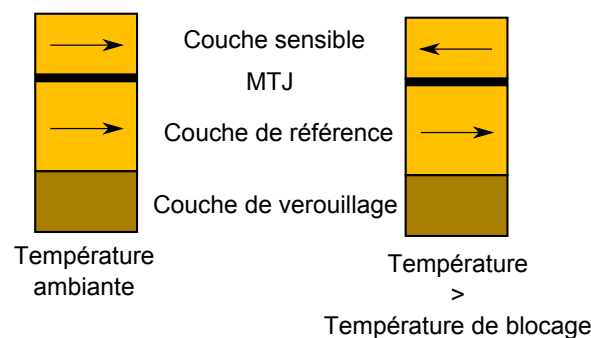 Couche sensible
MTJ
Couche de référence
Couche de verouillage
Température
ambiante
Température
>
Température de blocage